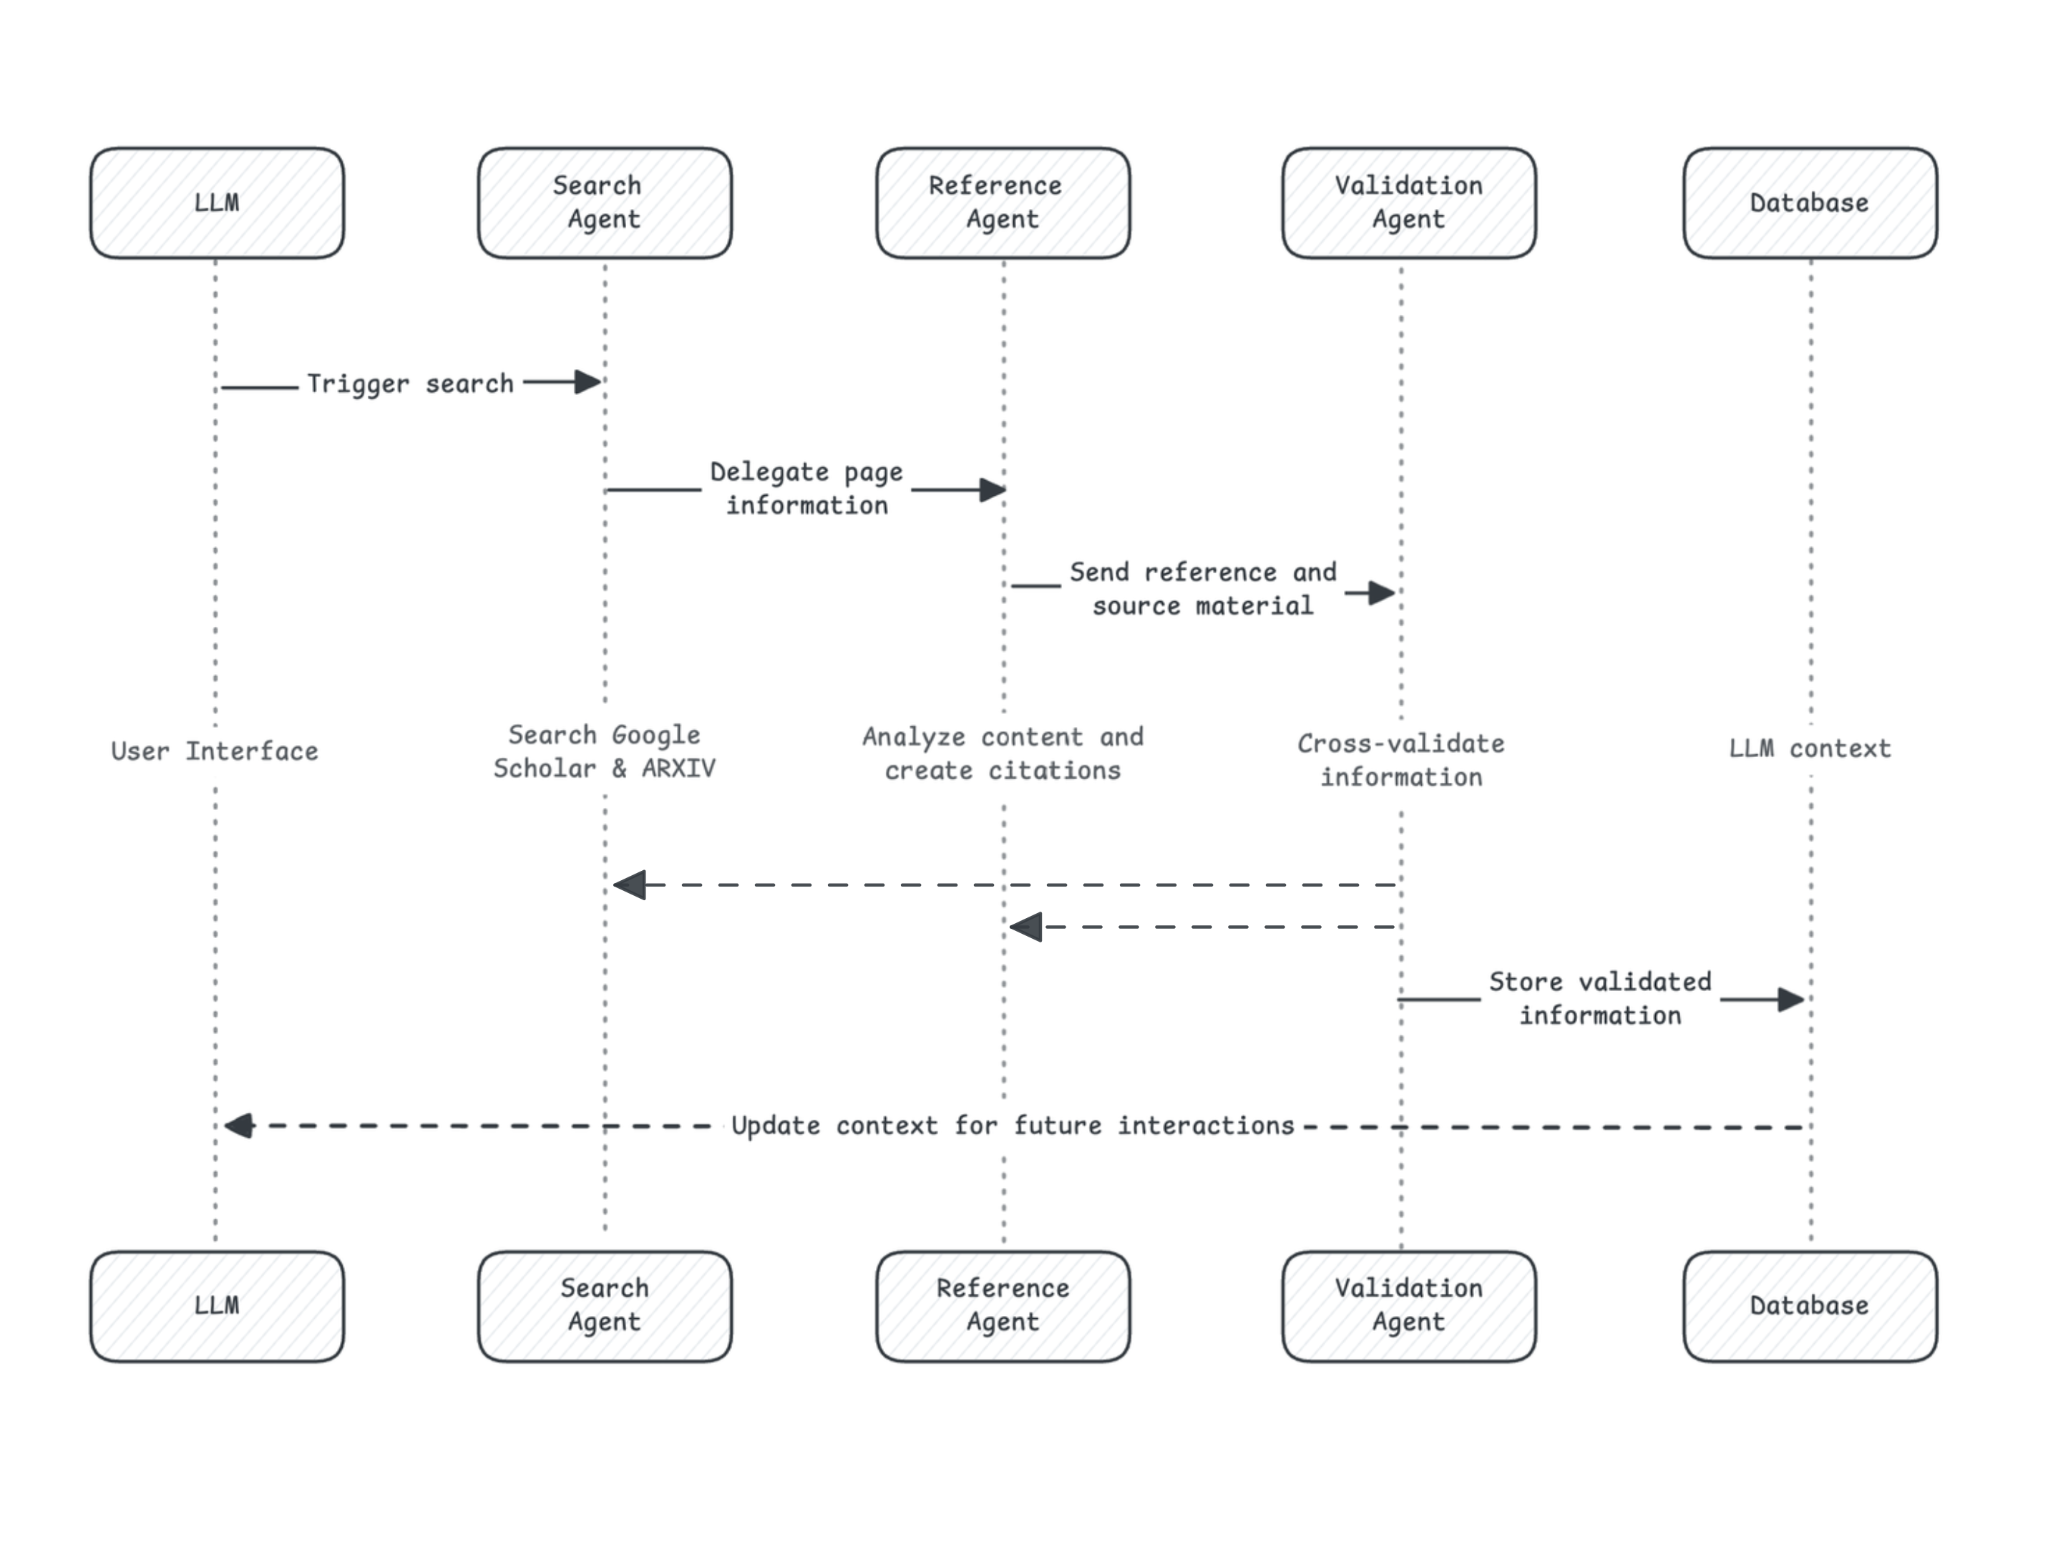 LLM
Search
Agent
Reference
Agent
Validation
Agent
Database
Trigger search
Delegate page
information
Send reference and
source material
User Interface
Search Google
Scholar & ARXIV
Analyze content and
create citations
Cross-validate
information
LLM context
Store validated
information
Update context for future interactions
LLM
Search
Agent
Reference
Agent
Validation
Agent
Database